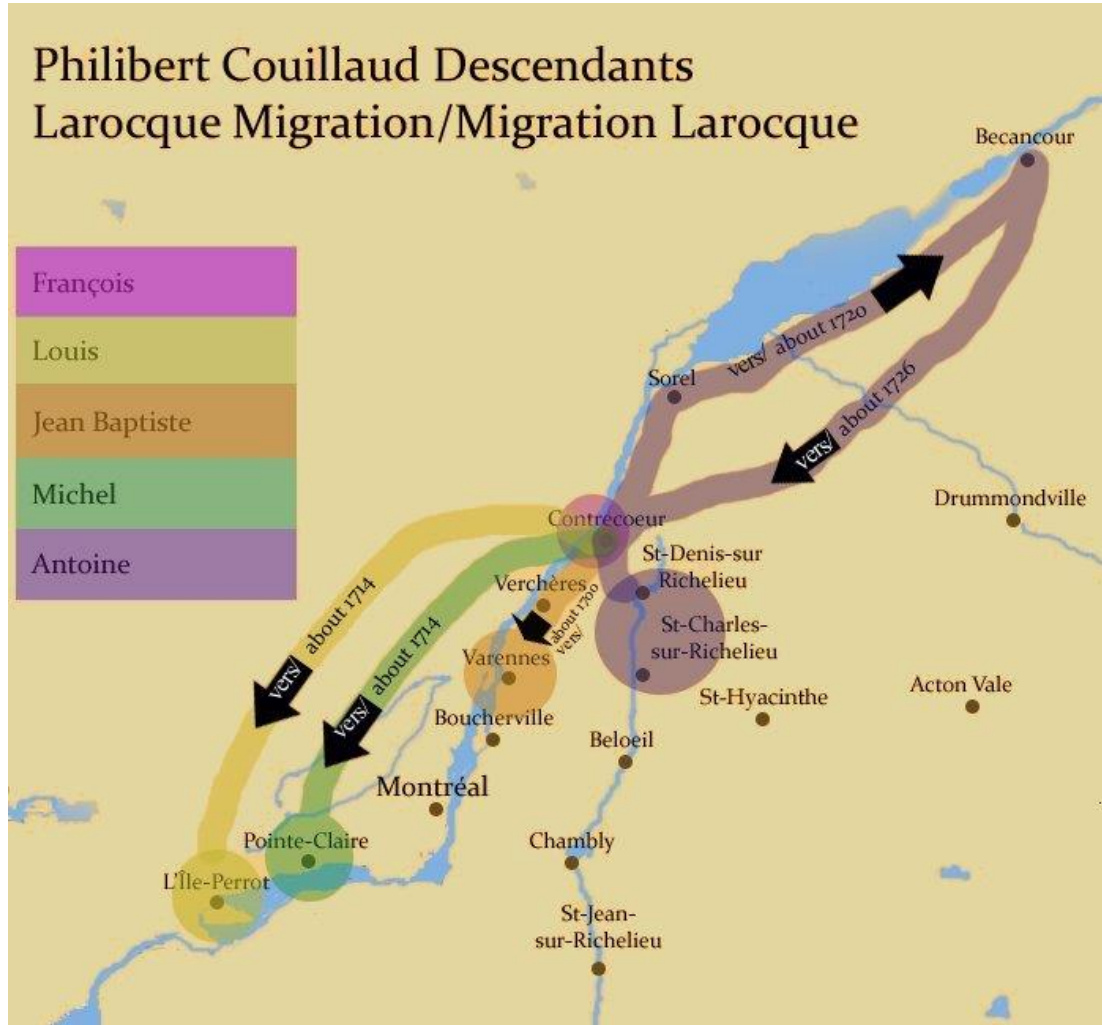 Philibert Couillaud Descendants
Larocque Migration/Migration Larocque
Becancour
François
Louis
Jean Baptiste
Michel
Antoine
vers/ about 1720
Sorel
vers/ about 1726
Drummondville
Contrecoeur
St-Denis-sur
Richelieu
Verchères
vers/ about 1714
vers/ about 1714
about 1700
vers/
St-Charles-
sur-Richelieu
Varennes
St-Hyacinthe
Acton Vale
Boucherville
Beloeil
Montréal
Pointe-Claire
Chambly
L'Île-Perrot
St-Jean-
sur-Richelieu